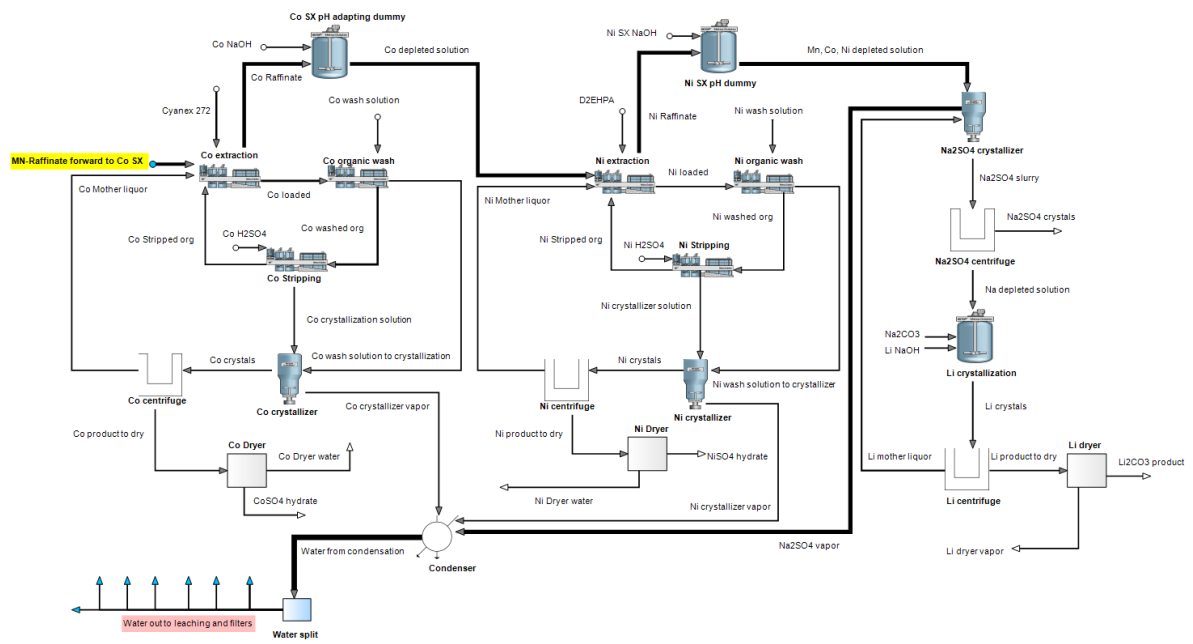 Co SX pH adapting dummy
Co NaOH
Co depleted solution
Co Raffinate
Ni SX NaOH
Mn, Co, Ni depleted solution
Ni SX pH dummy
Cyanex 272
Co wash solution
D2EHPA
Ni wash solution
Ni Raffinate
MN-Raffinate forward to Co SX
Co extraction
Co organic wash
Ni extraction
Ni organic wash
Na2SO4 crystallizer
Co Mother liquor
Co loaded
Ni Mother liquor
Ni loaded
Na2SO4 slurry
Co washed org
Ni washed org
Na2SO4 crystals
Co Stripped org
Co H2SO4
Ni Stripped org
Ni H2SO4
Ni Stripping
Co Stripping
Na2SO4 centrifuge
Na depleted solution
Ni crystallizer solution
Co crystallization solution
Na2CO3
Li NaOH
Co crystals
Co wash solution to crystallization
Ni crystals
Ni wash solution to crystallizer
Li crystallization
Co centrifuge
Co crystallizer
Co crystallizer vapor
Ni centrifuge
Ni crystallizer
Li crystals
Co product to dry
Co Dryer
Co Dryer water
Ni product to dry
Ni Dryer
NiSO4 hydrate
Li mother liquor
Li product to dry
Li dryer
Li2CO3 product
CoSO4 hydrate
Ni Dryer water
Ni crystallizer vapor
Li centrifuge
Water from condensation
Na2SO4 vapor
Li dryer vapor
Condenser
Water out to leaching and filters
Water split